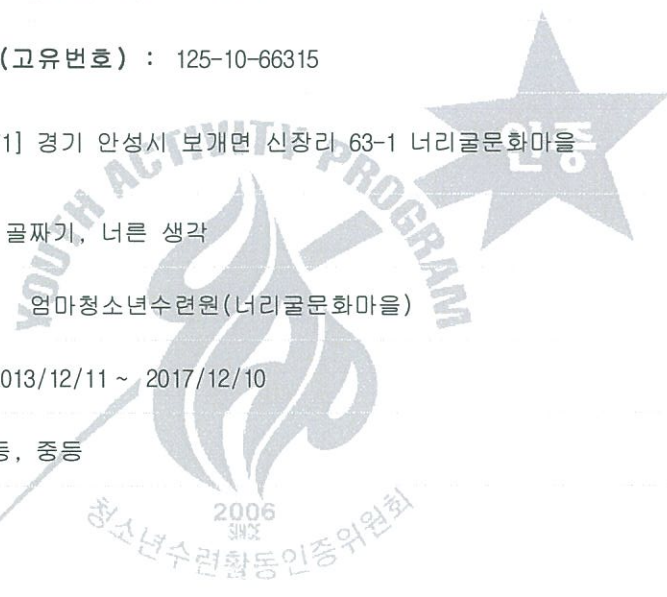 (고유번호) : 125-10-66315
1] 경기 안성시 보개면 신장리 63-1 너리굴문화마을
인증
YOUTH ACTIVITY PROGRAM
골짜기, 너른 생각
엄마청소년수련원(너리굴문화마을)
013/12/11 ~ 2017/12/10
등, 중등
2006
SINCE
청소년수련활동인증위원회